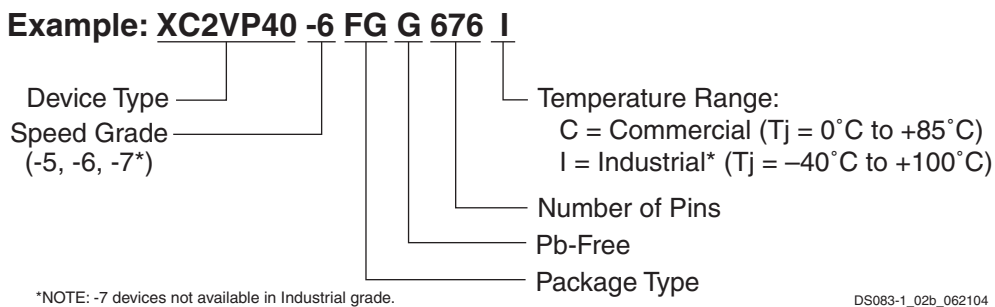 Example: XC2VP40 -6 FG G 676 I
Device Type
Speed Grade
(-5, -6, -7*)
Temperature Range:
C = Commercial (Tj = 0˚C to +85˚C)
I = Industrial* (Tj = –40˚C to +100˚C)
Number of Pins
Pb-Free
Package Type
*NOTE: -7 devices not available in Industrial grade.
DS083-1_02b_062104